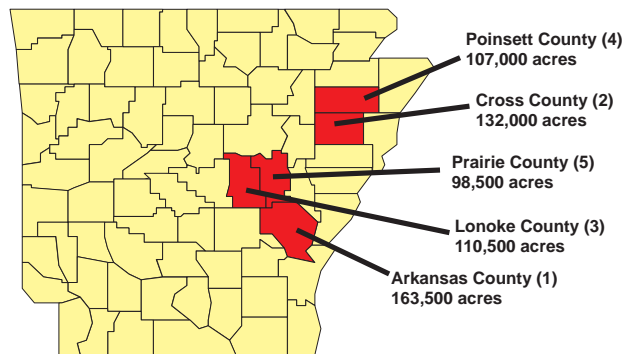 Poinsett County (4)
107,000 acres
Cross County (2)
132,000 acres
Prairie County (5)
98,500 acres
Lonoke County (3)
110,500 acres
Arkansas County (1)
163,500 acres